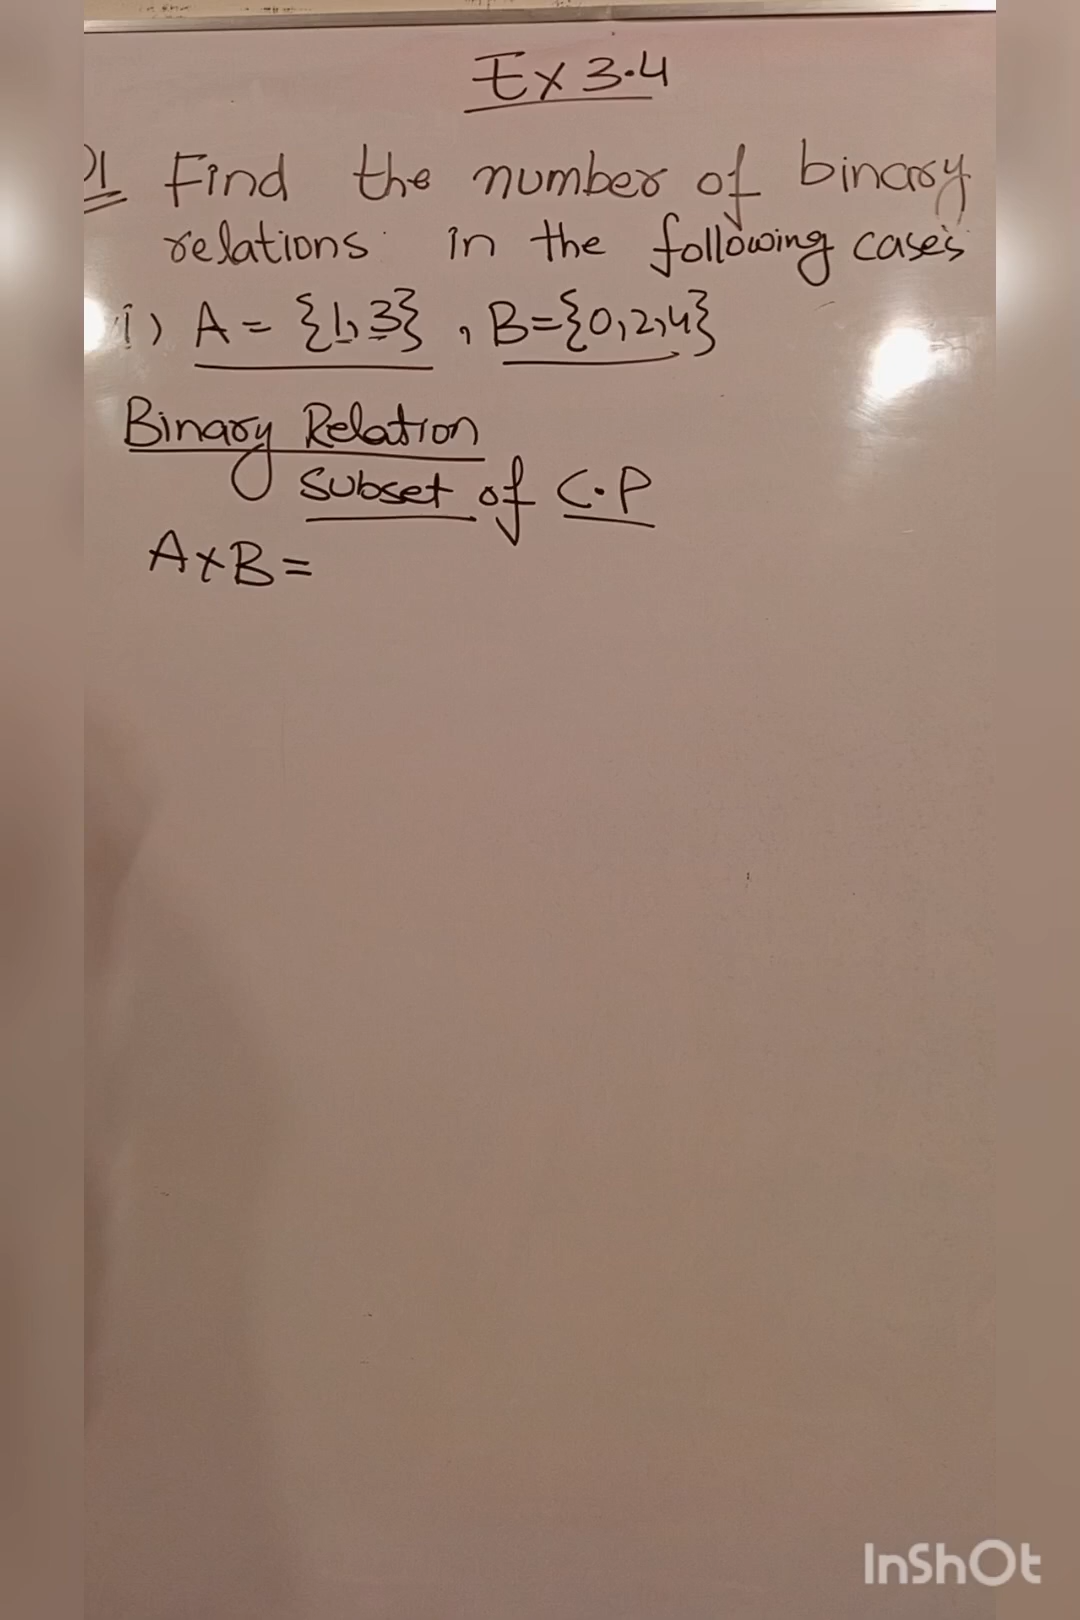 Ex 3.4
Q1 Find the number of binary
relations in the following cases
i) A = {1,3} , B={0,2,4}
Binary Relation
Subset of C.P
A×B=
InShOt